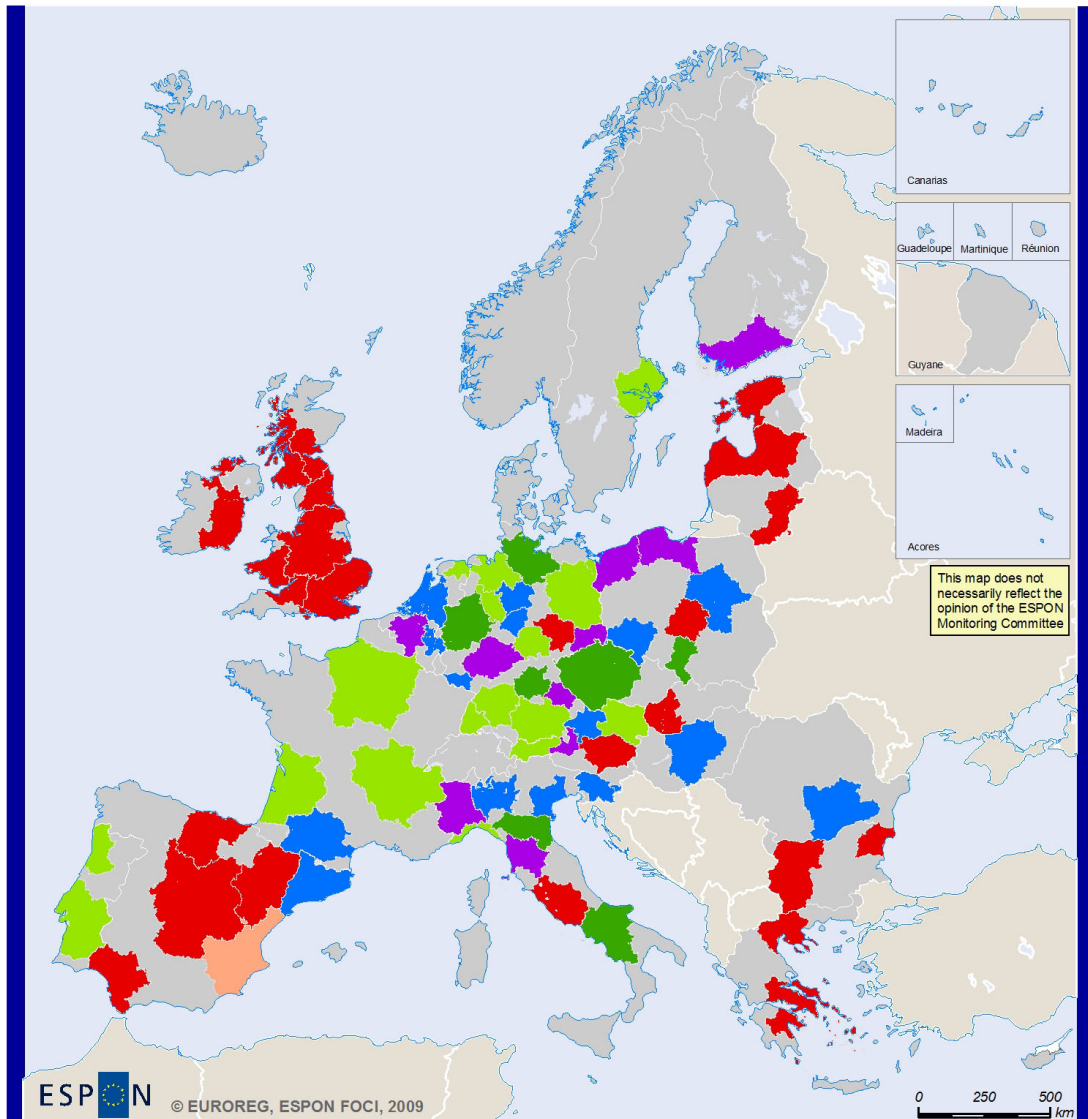 Canarias
Guadeloupe
Martinique
Réunion
Guyane
Madeira
Acores
This map does not
necessarily reflect the
opinion of the ESPON
Monitoring Committee
ESPON
© EUROREG, ESPON FOCI, 2009
0 250 500
km